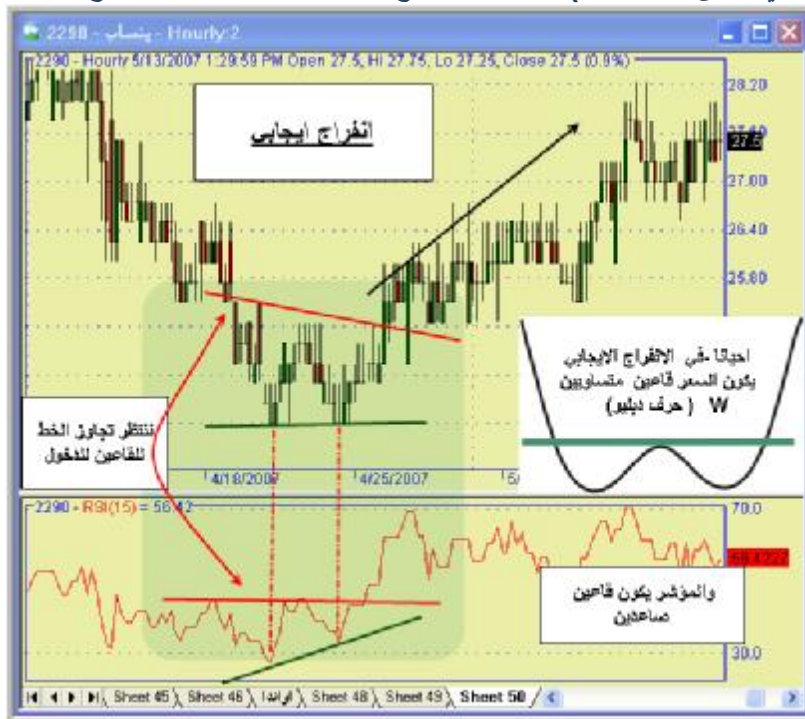 2290 - ينساب - Hourly:2
2290 - Hourly 5/13/2007 1:29:59 PM Open 27.5, Hi 27.75, Lo 27.25, Close 27.5 (0.9%)
انفراج ايجابي
28.20
27.5
27.00
26.40
25.80
احيانا -في الانفراج الايجابي
يكون السعر قاعين متساويين
W ( حرف دبليو)
ننتظر تجاوز الخط
للقاعين للدخول
4/18/2007
4/25/2007
5/
2290 - RSI(15) = 56.42
70.0
والمؤشر يكون قاعين
صاعدين
30.0
Sheet 45
Sheet 46
Sheet 48
Sheet 49
Sheet 50